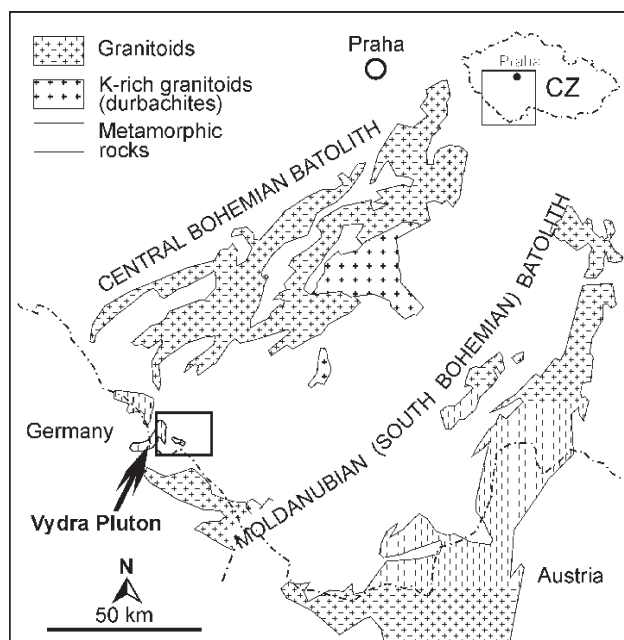 Granitoids
K-rich granitoids
(durbachites)
Metamorphic
rocks
Praha
Praha
CZ
CENTRAL BOHEMIAN BATOLITH
MOLDANUBIAN (SOUTH BOHEMIAN) BATOLITH
Germany
Vydra Pluton
N
50 km
Austria